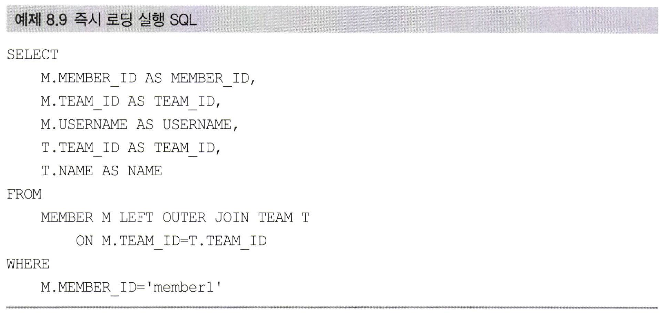 예제 8.9 즉시 로딩 실행 SQL
SELECT
M.MEMBER_ID AS MEMBER_ID,
M.TEAM_ID AS TEAM_ID,
M.USERNAME AS USERNAME,
T.TEAM_ID AS TEAM_ID,
T.NAME AS NAME
FROM
MEMBER M LEFT OUTER JOIN TEAM T
ON M.TEAM_ID=T.TEAM_ID
WHERE
M.MEMBER_ID='member1'